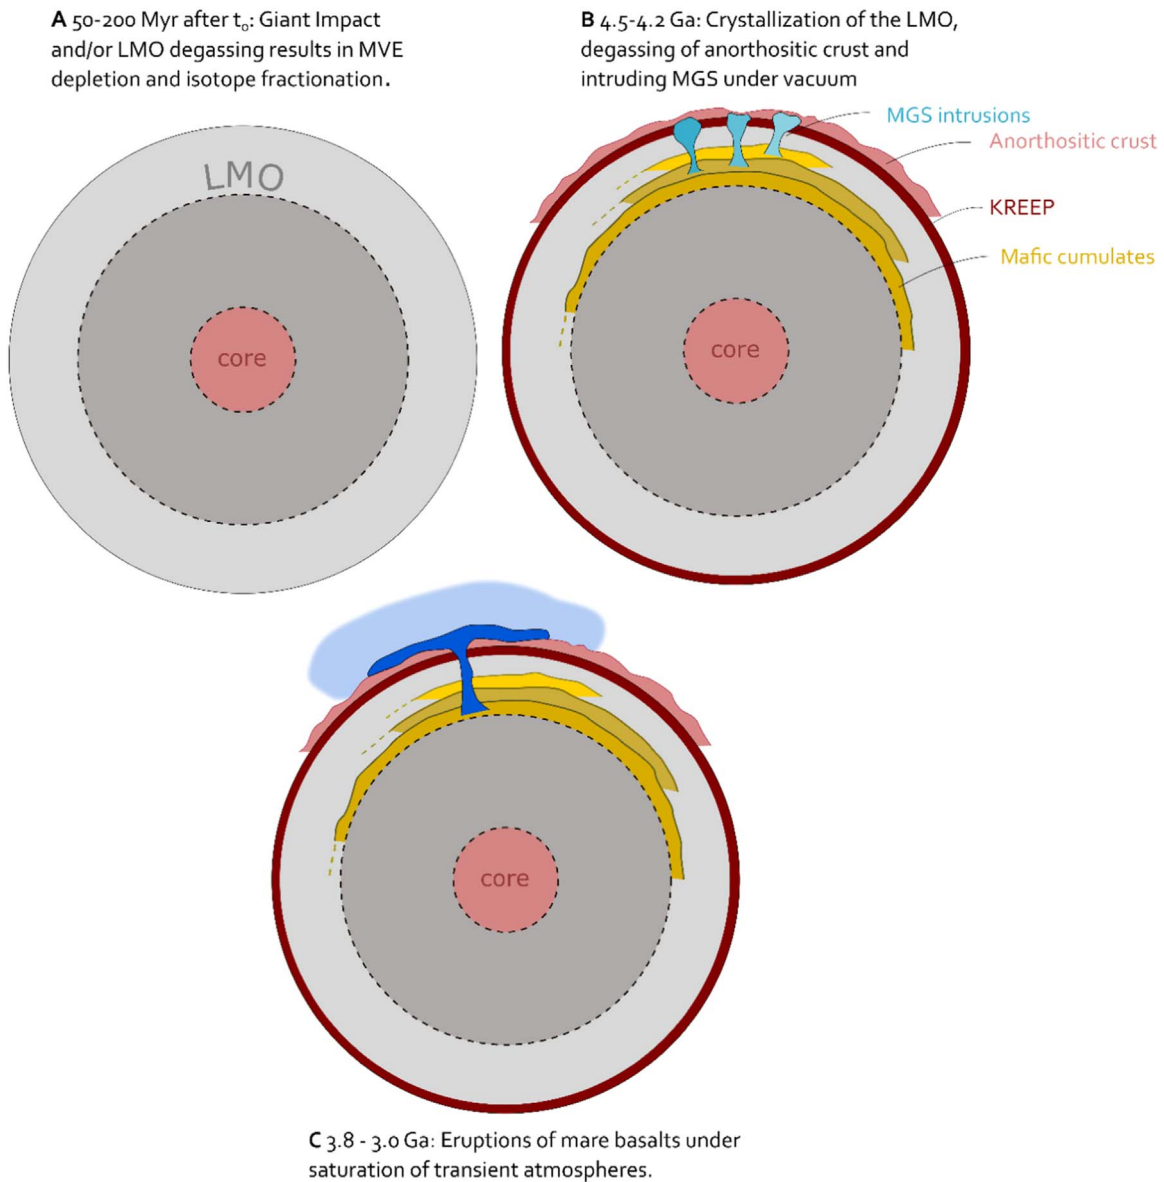 A 50-200 Myr after to: Giant Impact
and/or LMO degassing results in MVE
depletion and isotope fractionation.
LMO
core
B 4.5-4.2 Ga: Crystallization of the LMO,
degassing of anorthositic crust and
intruding MGS under vacuum
MGS intrusions
Anorthositic crust
KREEP
Mafic cumulates
core
core
C 3.8 - 3.0 Ga: Eruptions of mare basalts under
saturation of transient atmospheres.